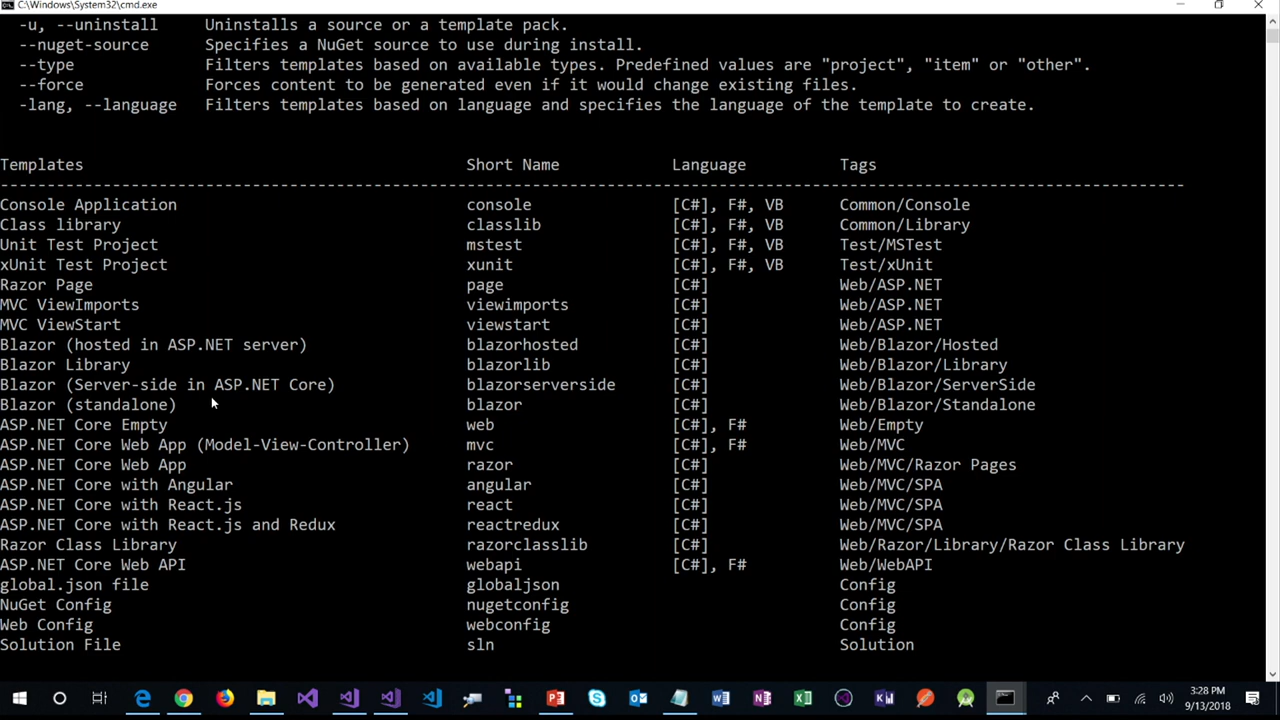 C:\Windows\System32\cmd.exe
-u, --uninstall Uninstalls a source or a template pack.
--nuget-source Specifies a NuGet source to use during install.
--type Filters templates based on available types. Predefined values are "project", "item" or "other".
--force Forces content to be generated even if it would change existing files.
-lang, --language Filters templates based on language and specifies the language of the template to create.
Templates Short Name Language Tags
--------------------------------------------------------------------------------------------------------------------------------
Console Application console [C#], F#, VB Common/Console
Class library classlib [C#], F#, VB Common/Library
Unit Test Project mstest [C#], F#, VB Test/MSTest
xUnit Test Project xunit [C#], F#, VB Test/xUnit
Razor Page page [C#] Web/ASP.NET
MVC ViewImports viewimports [C#] Web/ASP.NET
MVC ViewStart viewstart [C#] Web/ASP.NET
Blazor (hosted in ASP.NET server) blazorhosted [C#] Web/Blazor/Hosted
Blazor Library blazorlib [C#] Web/Blazor/Library
Blazor (Server-side in ASP.NET Core) blazorserverside [C#] Web/Blazor/ServerSide
Blazor (standalone) blazor [C#] Web/Blazor/Standalone
ASP.NET Core Empty web [C#], F# Web/Empty
ASP.NET Core Web App (Model-View-Controller) mvc [C#], F# Web/MVC
ASP.NET Core Web App razor [C#] Web/MVC/Razor Pages
ASP.NET Core with Angular angular [C#] Web/MVC/SPA
ASP.NET Core with React.js react [C#] Web/MVC/SPA
ASP.NET Core with React.js and Redux reactredux [C#] Web/MVC/SPA
Razor Class Library razorclasslib [C#] Web/Razor/Library/Razor Class Library
ASP.NET Core Web API webapi [C#], F# Web/WebAPI
global.json file globaljson Config
NuGet Config nugetconfig Config
Web Config webconfig Config
Solution File sln Solution
3:28 PM
9/13/2018